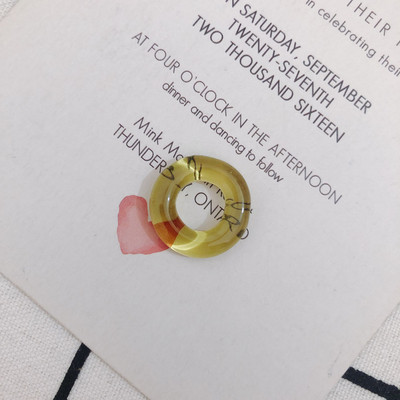 THEIR
in celebrating their
N SATURDAY, SEPTEMBER
TWENTY-SEVENTH
TWO THOUSAND SIXTEEN
AT FOUR O'CLOCK IN THE AFTERNOON
dinner and dancing to follow
Mink
THUNDER ONTARIO